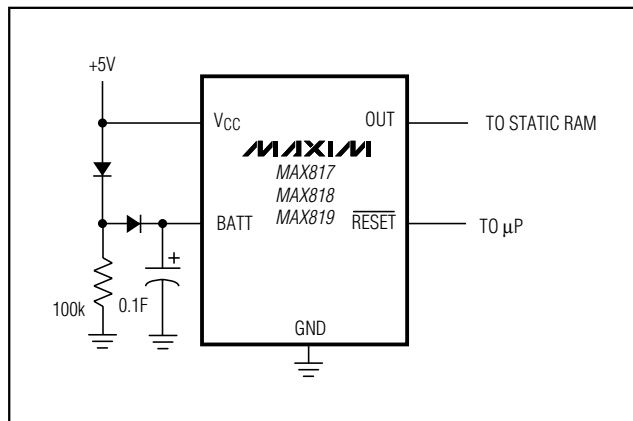 +5V
VCC
OUT
TO STATIC RAM
MAXIM
MAX817
MAX818
MAX819
BATT
RESET
TO μP
+
100k
0.1F
GND